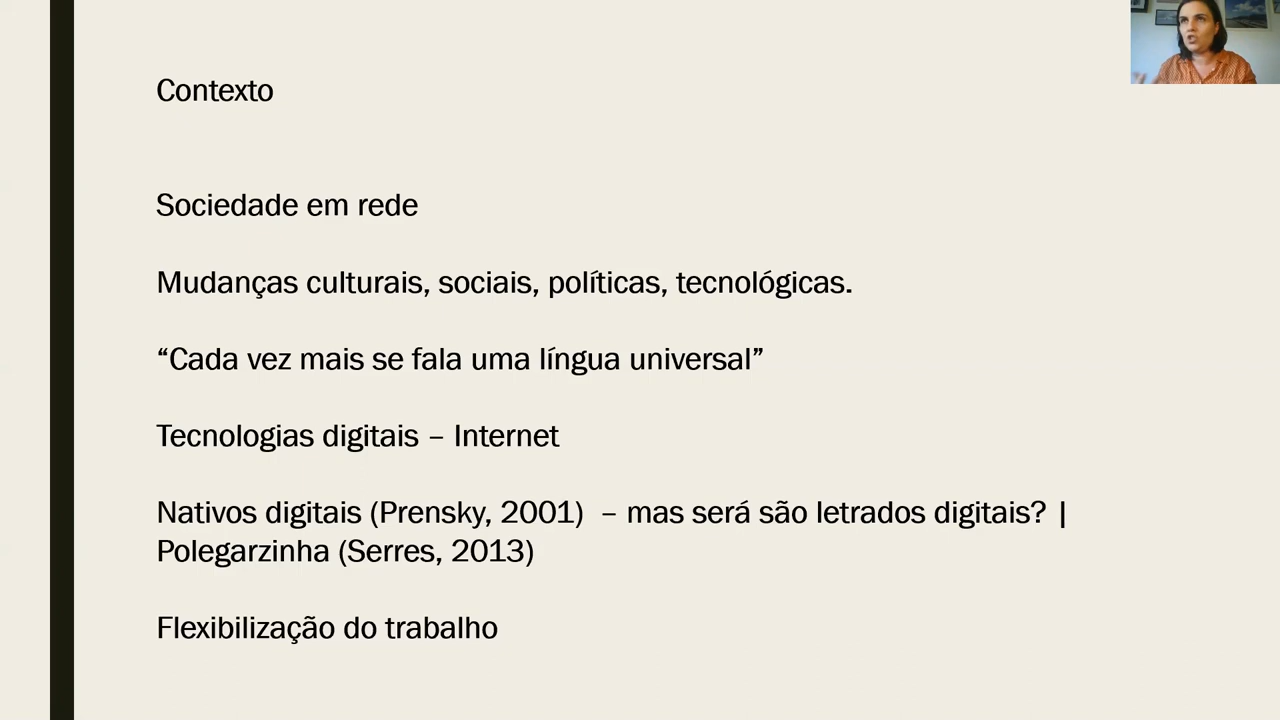 Contexto
Sociedade em rede
Mudanças culturais, sociais, políticas, tecnológicas.
“Cada vez mais se fala uma língua universal”
Tecnologias digitais – Internet
Nativos digitais (Prensky, 2001)  – mas será são letrados digitais? |
Polegarzinha (Serres, 2013)
Flexibilização do trabalho